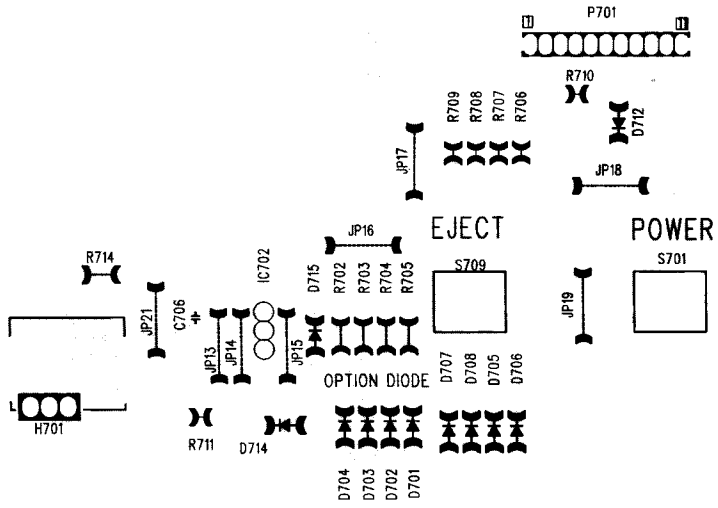 P701
1
11
R710
R709
R708
R707
R706
D712
JP17
JP18
EJECT
POWER
JP16
IC702
R714
D715
R702
R703
R704
R705
S709
S701
JP21
C706
JP13
JP14
JP15
JP19
OPTION DIODE
D707
D708
D705
D706
L
H701
R711
D714
D704
D703
D702
D701